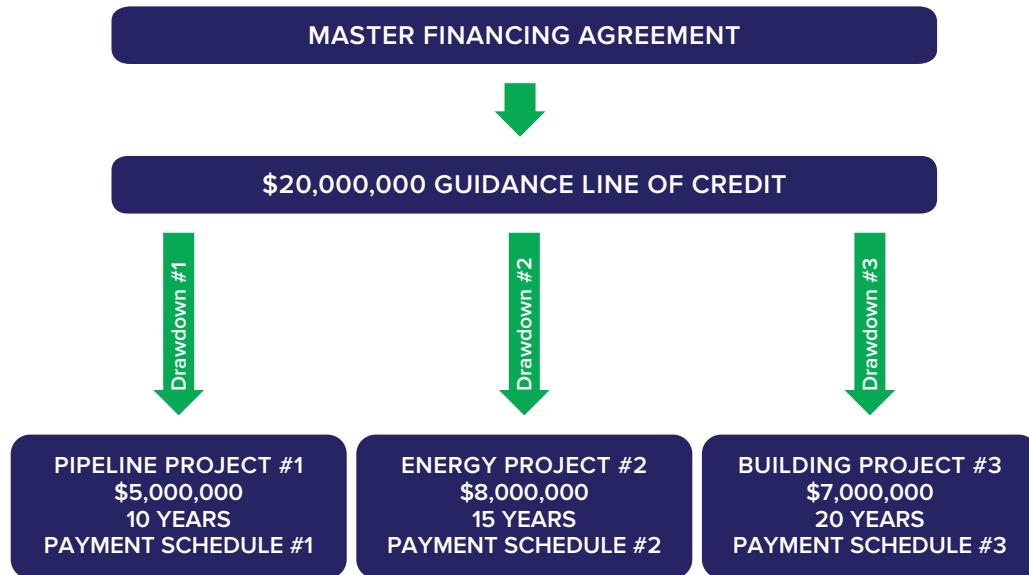 MASTER FINANCING AGREEMENT
$20,000,000 GUIDANCE LINE OF CREDIT
Drawdown #1
Drawdown #2
Drawdown #3
PIPELINE PROJECT #1
$5,000,000
10 YEARS
PAYMENT SCHEDULE #1
ENERGY PROJECT #2
$8,000,000
15 YEARS
PAYMENT SCHEDULE #2
BUILDING PROJECT #3
$7,000,000
20 YEARS
PAYMENT SCHEDULE #3